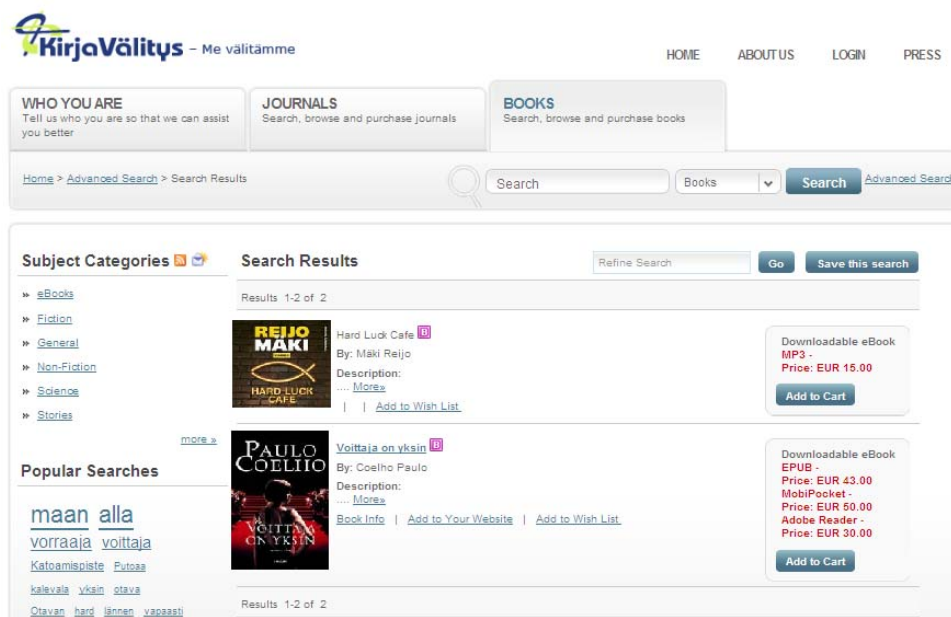 KirjaVälitys - Me välitämme
HOME ABOUT US LOGIN PRESS
WHO YOU ARE
Tell us who you are so that we can assist
you better
JOURNALS
Search, browse and purchase journals
BOOKS
Search, browse and purchase books
Home > Advanced Search > Search Results
Search Books Search Advanced Searc
Subject Categories
» eBooks
» Fiction
» General
» Non-Fiction
» Science
» Stories
more »
Popular Searches
maan alla
vorraaja voittaja
Katoamispiste Putoaa
kalevala yksin otava
Otavan hard lännen vapaasti
Search Results
Refine Search Go Save this search
Results 1-2 of 2
REIJO
MÄKI
HARD LUCK
CAFE
Hard Luck Cafe B
By: Mäki Reijo
Description:
.... More»
| | Add to Wish List
Downloadable eBook
MP3 -
Price: EUR 15.00
Add to Cart
PAULO
COELHO
VOITTAJA
ON YKSIN
Voittaja on yksin B
By: Coelho Paulo
Description:
.... More»
Book Info | Add to Your Website | Add to Wish List
Downloadable eBook
EPUB -
Price: EUR 43.00
MobiPocket -
Price: EUR 50.00
Adobe Reader -
Price: EUR 30.00
Add to Cart
Results 1-2 of 2